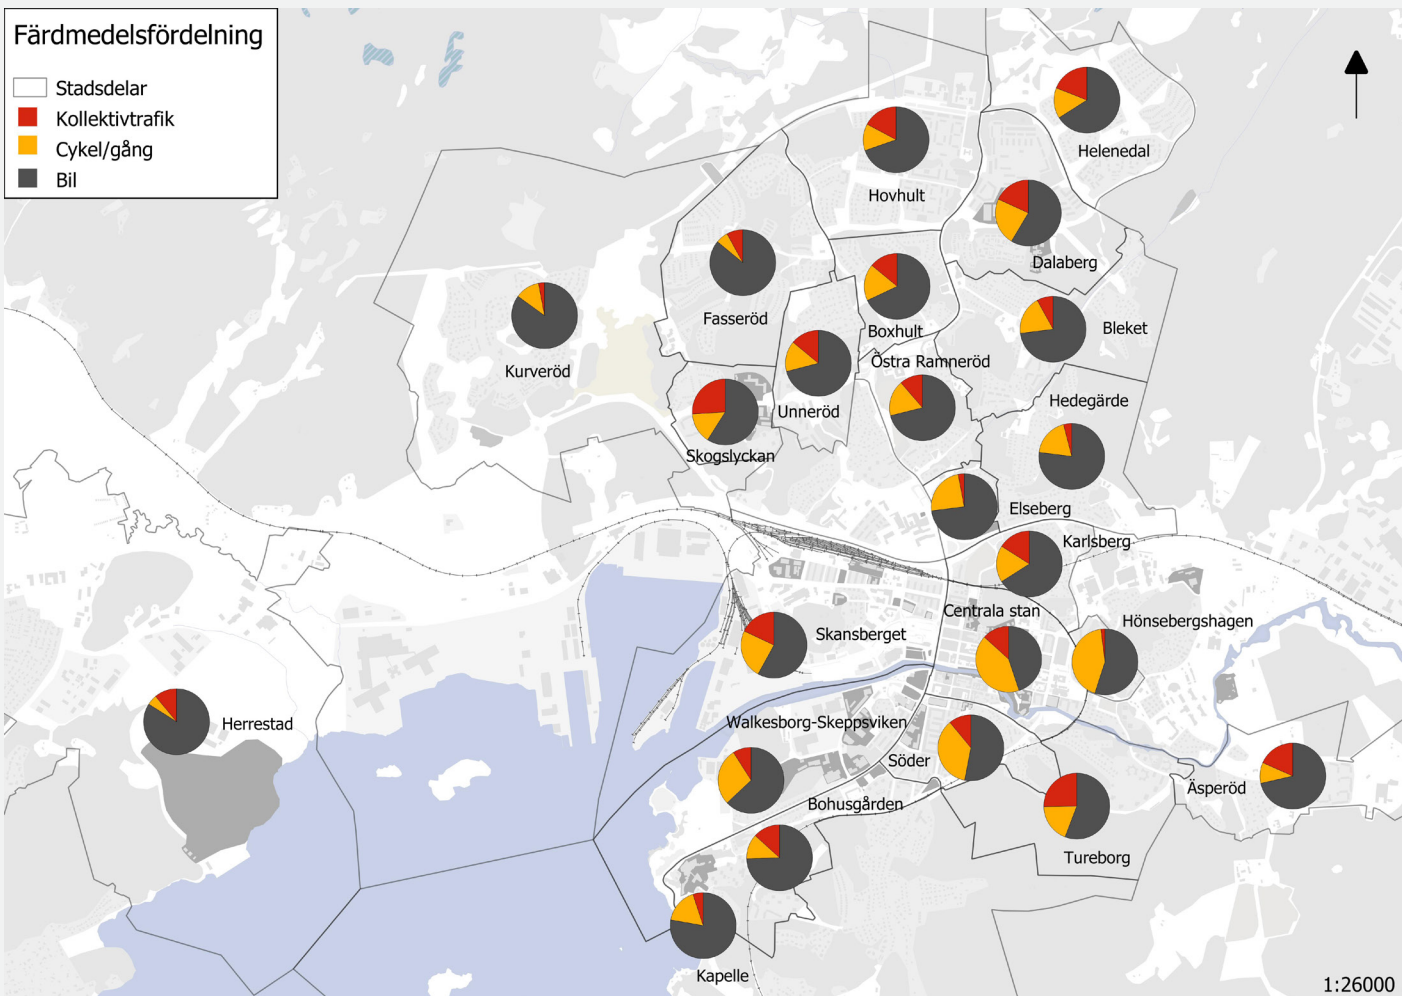 Färdmedelsfördelning
Stadsdelar
Kollektivtrafik
Cykel/gång
Bil
Helenedal
Hovhult
Dalaberg
Fasseröd
Boxhult
Bleket
Kurveröd
Östra Ramneröd
Hedegärde
Unneröd
Skogslyckan
Elseberg
Karlsberg
Centrala stan
Hönsebergshagen
Skansberget
Herrestad
Walkesborg-Skeppsviken
Söder
Äsperöd
Bohusgården
Tureborg
Kapelle
1:26000